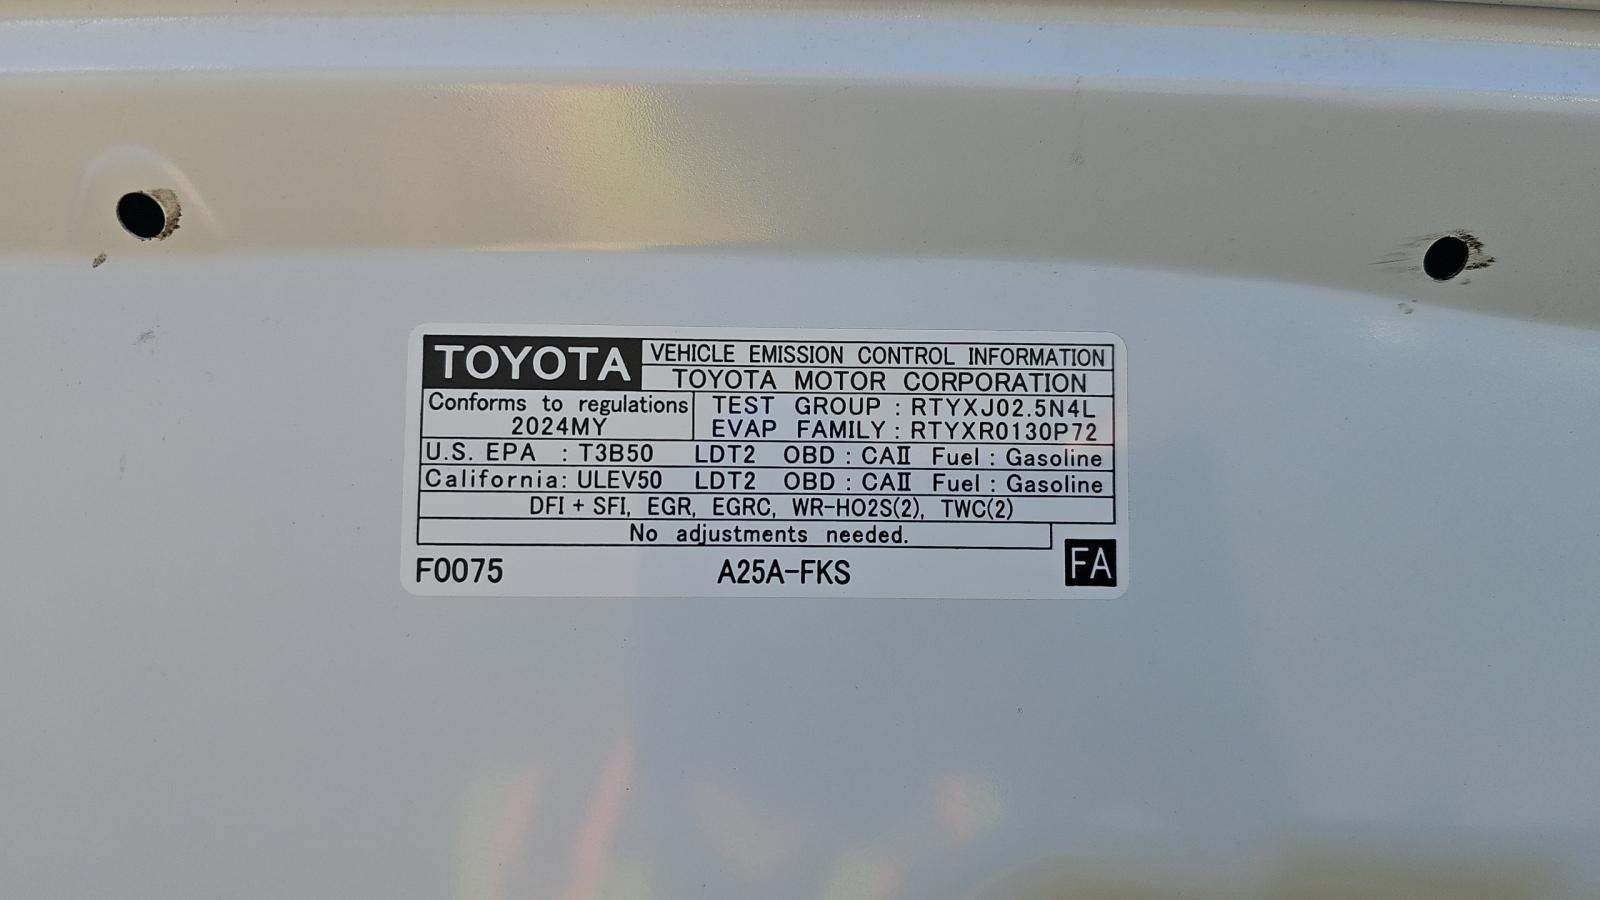 TOYOTA VEHICLE EMISSION CONTROL INFORMATION
TOYOTA MOTOR CORPORATION
Conforms to regulations
2024MY
TEST GROUP : RTYXJ02.5N4L
EVAP FAMILY : RTYXR0130P72
U.S. EPA : T3B50 LDT2 OBD : CAⅡ Fuel : Gasoline
California : ULEV50 LDT2 OBD : CAⅡ Fuel : Gasoline
DFI + SFI, EGR, EGRC, WR-HO2S(2), TWC(2)
No adjustments needed.
F0075 A25A-FKS FA